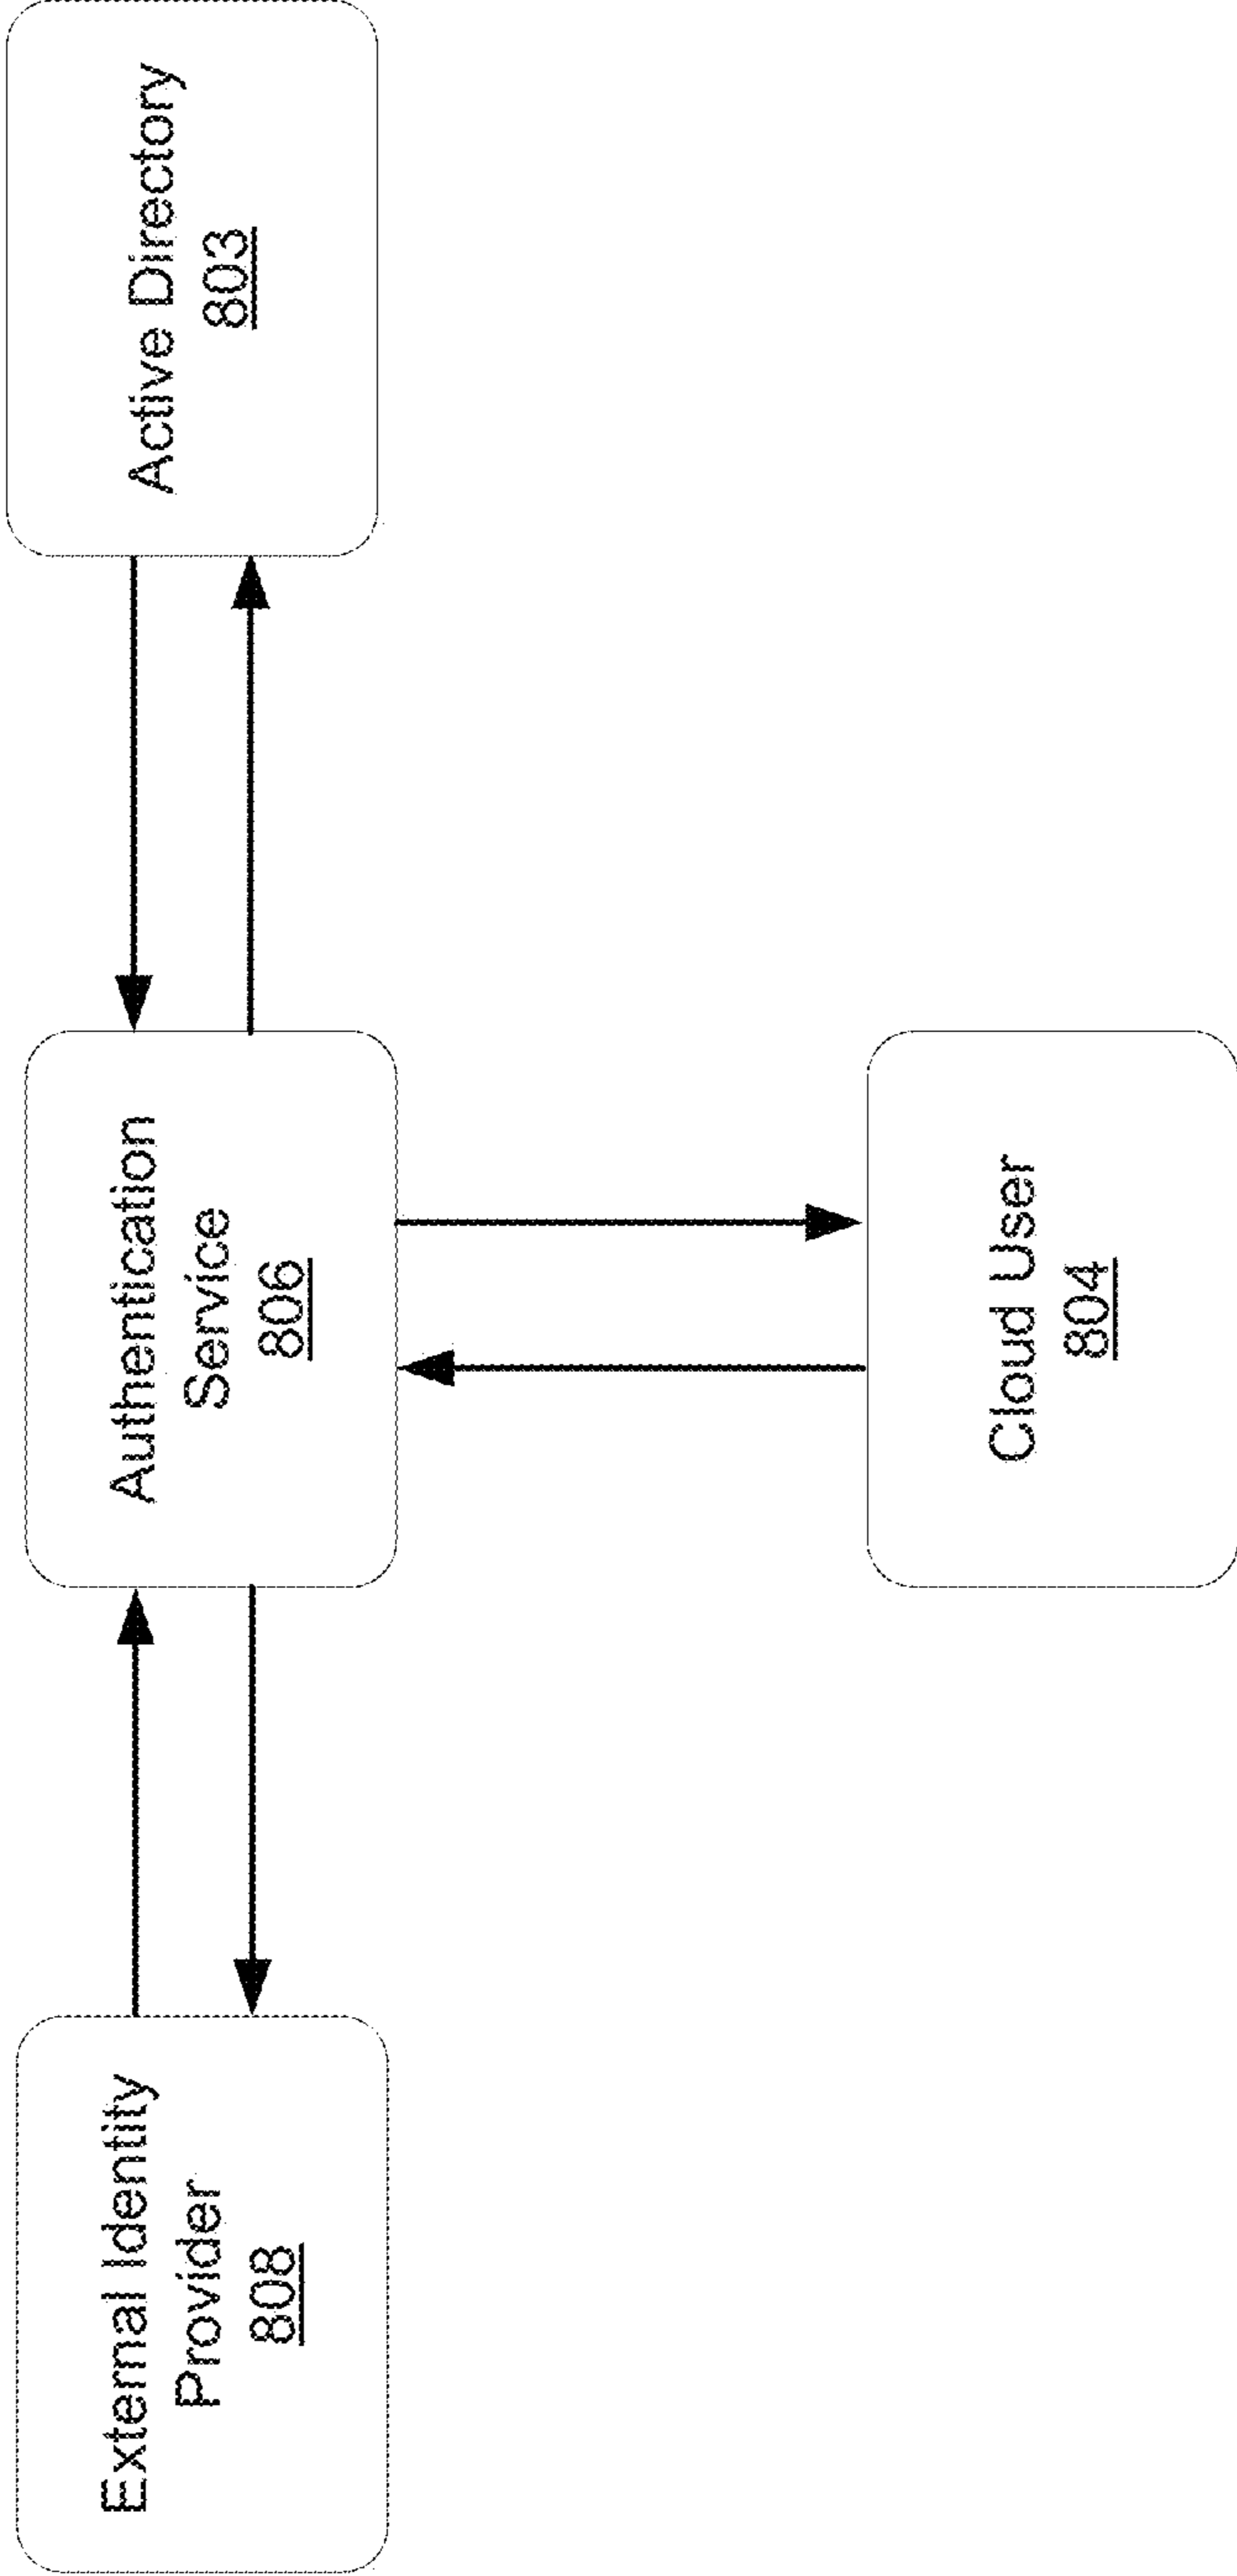 External Identity
Provider
808
Authentication
Service
806
Active Directory
803
Cloud User
804